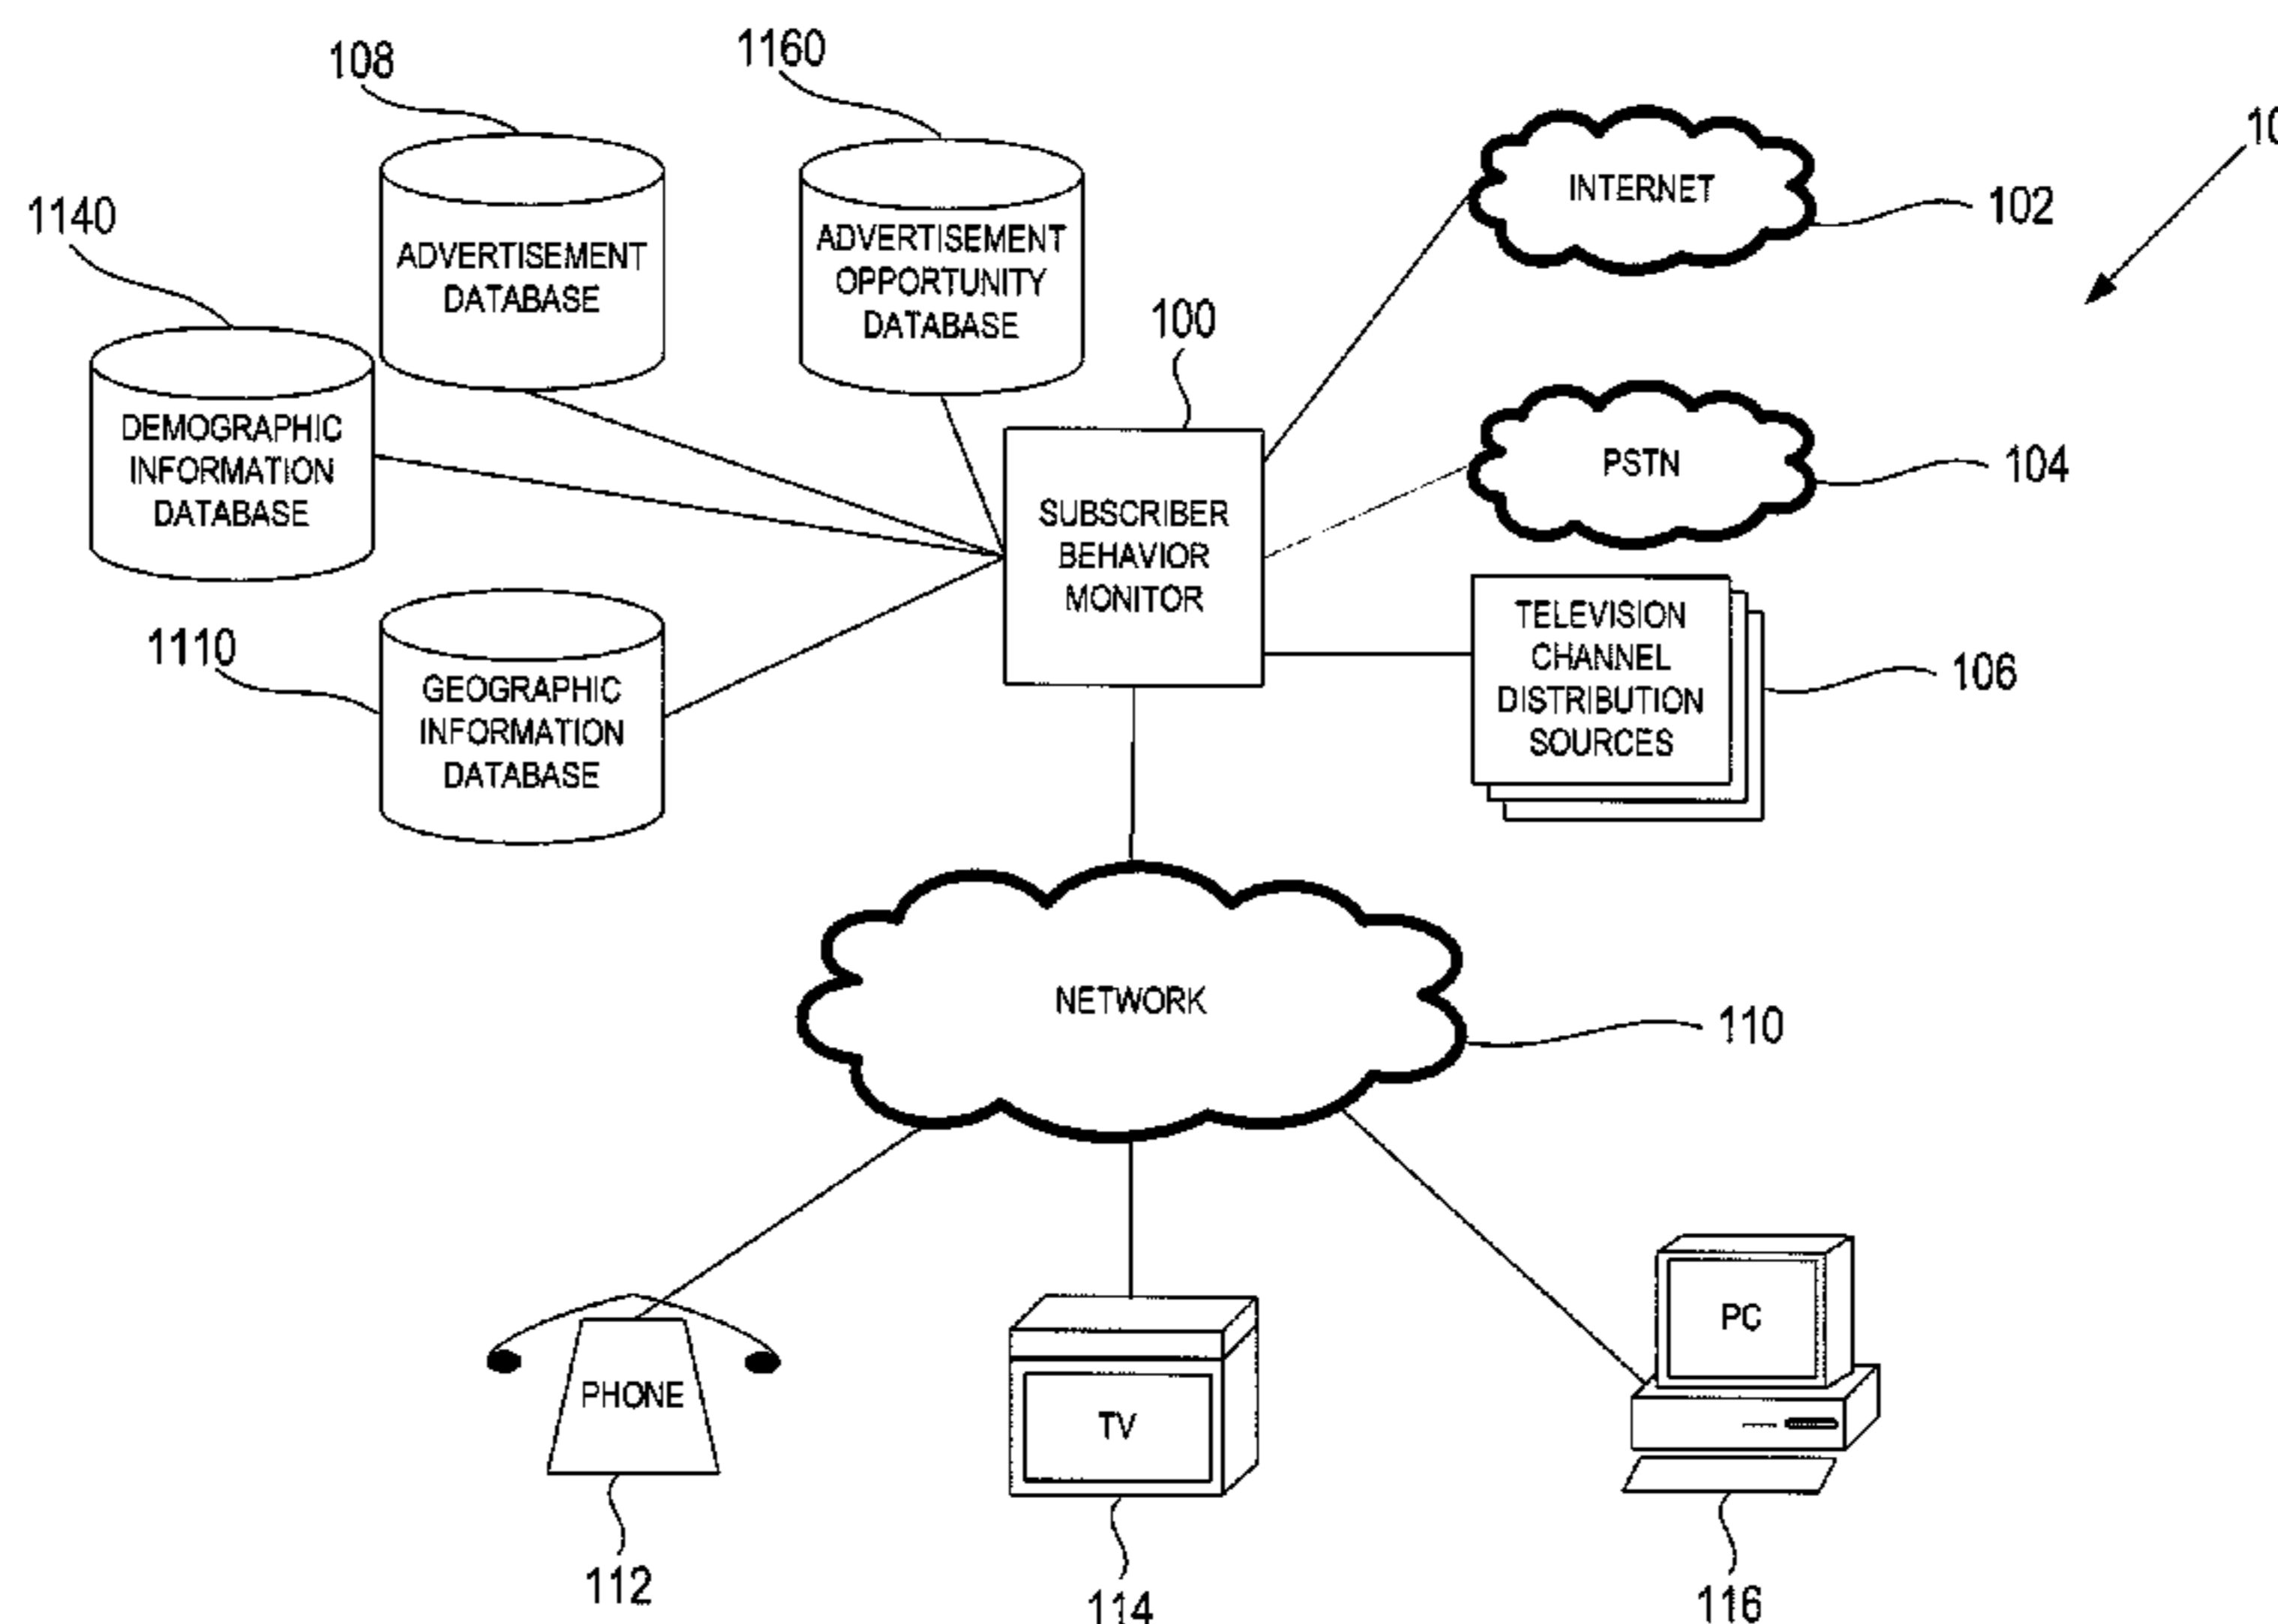 108
1160
10
1140
ADVERTISEMENT
DATABASE
ADVERTISEMENT
OPPORTUNITY
DATABASE
INTERNET
102
100
DEMOGRAPHIC
INFORMATION
DATABASE
SUBSCRIBER
BEHAVIOR
MONITOR
PSTN
104
1110
GEOGRAPHIC
INFORMATION
DATABASE
TELEVISION
CHANNEL
DISTRIBUTION
SOURCES
106
NETWORK
110
PHONE
TV
PC
112
114
116